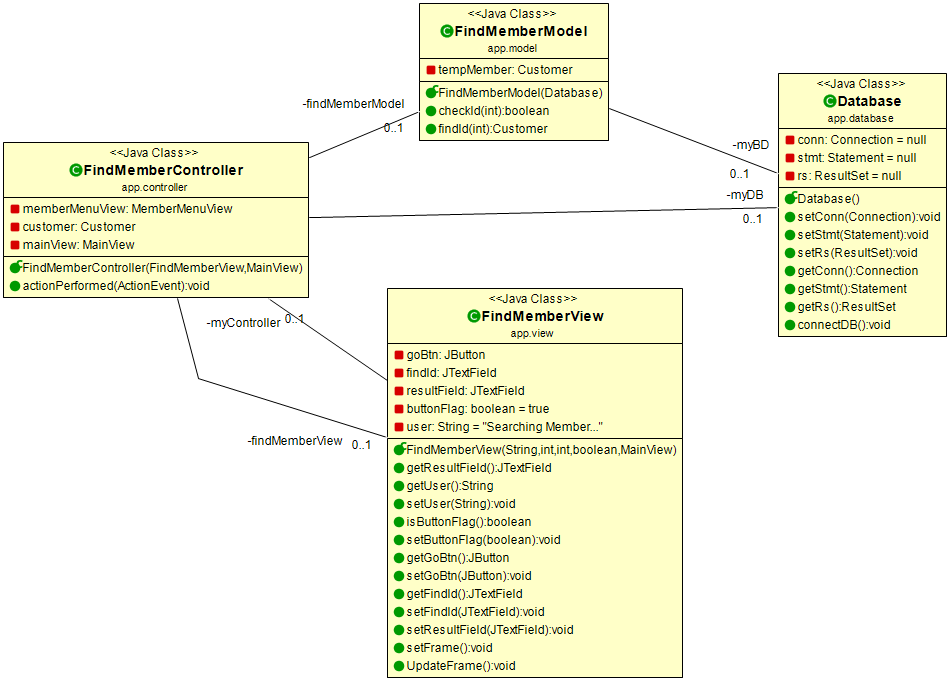 <<Java Class>>
FindMemberModel
app.model
tempMember: Customer
FindMemberModel(Database)
checkId(int):boolean
findId(int):Customer
<<Java Class>>
Database
app.database
conn: Connection = null
stmt: Statement = null
rs: ResultSet = null
Database()
setConn(Connection):void
setStmt(Statement):void
setRs(ResultSet):void
getConn():Connection
getStmt():Statement
getRs():ResultSet
connectDB():void
-findMemberModel
0..1
-myBD
0..1
-myDB
0..1
<<Java Class>>
FindMemberController
app.controller
memberMenuView: MemberMenuView
customer: Customer
mainView: MainView
FindMemberController(FindMemberView,MainView)
actionPerformed(ActionEvent):void
-myController
0..1
-findMemberView
0..1
<<Java Class>>
FindMemberView
app.view
goBtn: JButton
findId: JTextField
resultField: JTextField
buttonFlag: boolean = true
user: String = "Searching Member..."
FindMemberView(String,int,int,boolean,MainView)
getResultField():JTextField
getUser():String
setUser(String):void
isButtonFlag():boolean
setButtonFlag(boolean):void
getGoBtn():JButton
setGoBtn(JButton):void
getFindId():JTextField
setFindId(JTextField):void
setResultField(JTextField):void
setFrame():void
UpdateFrame():void